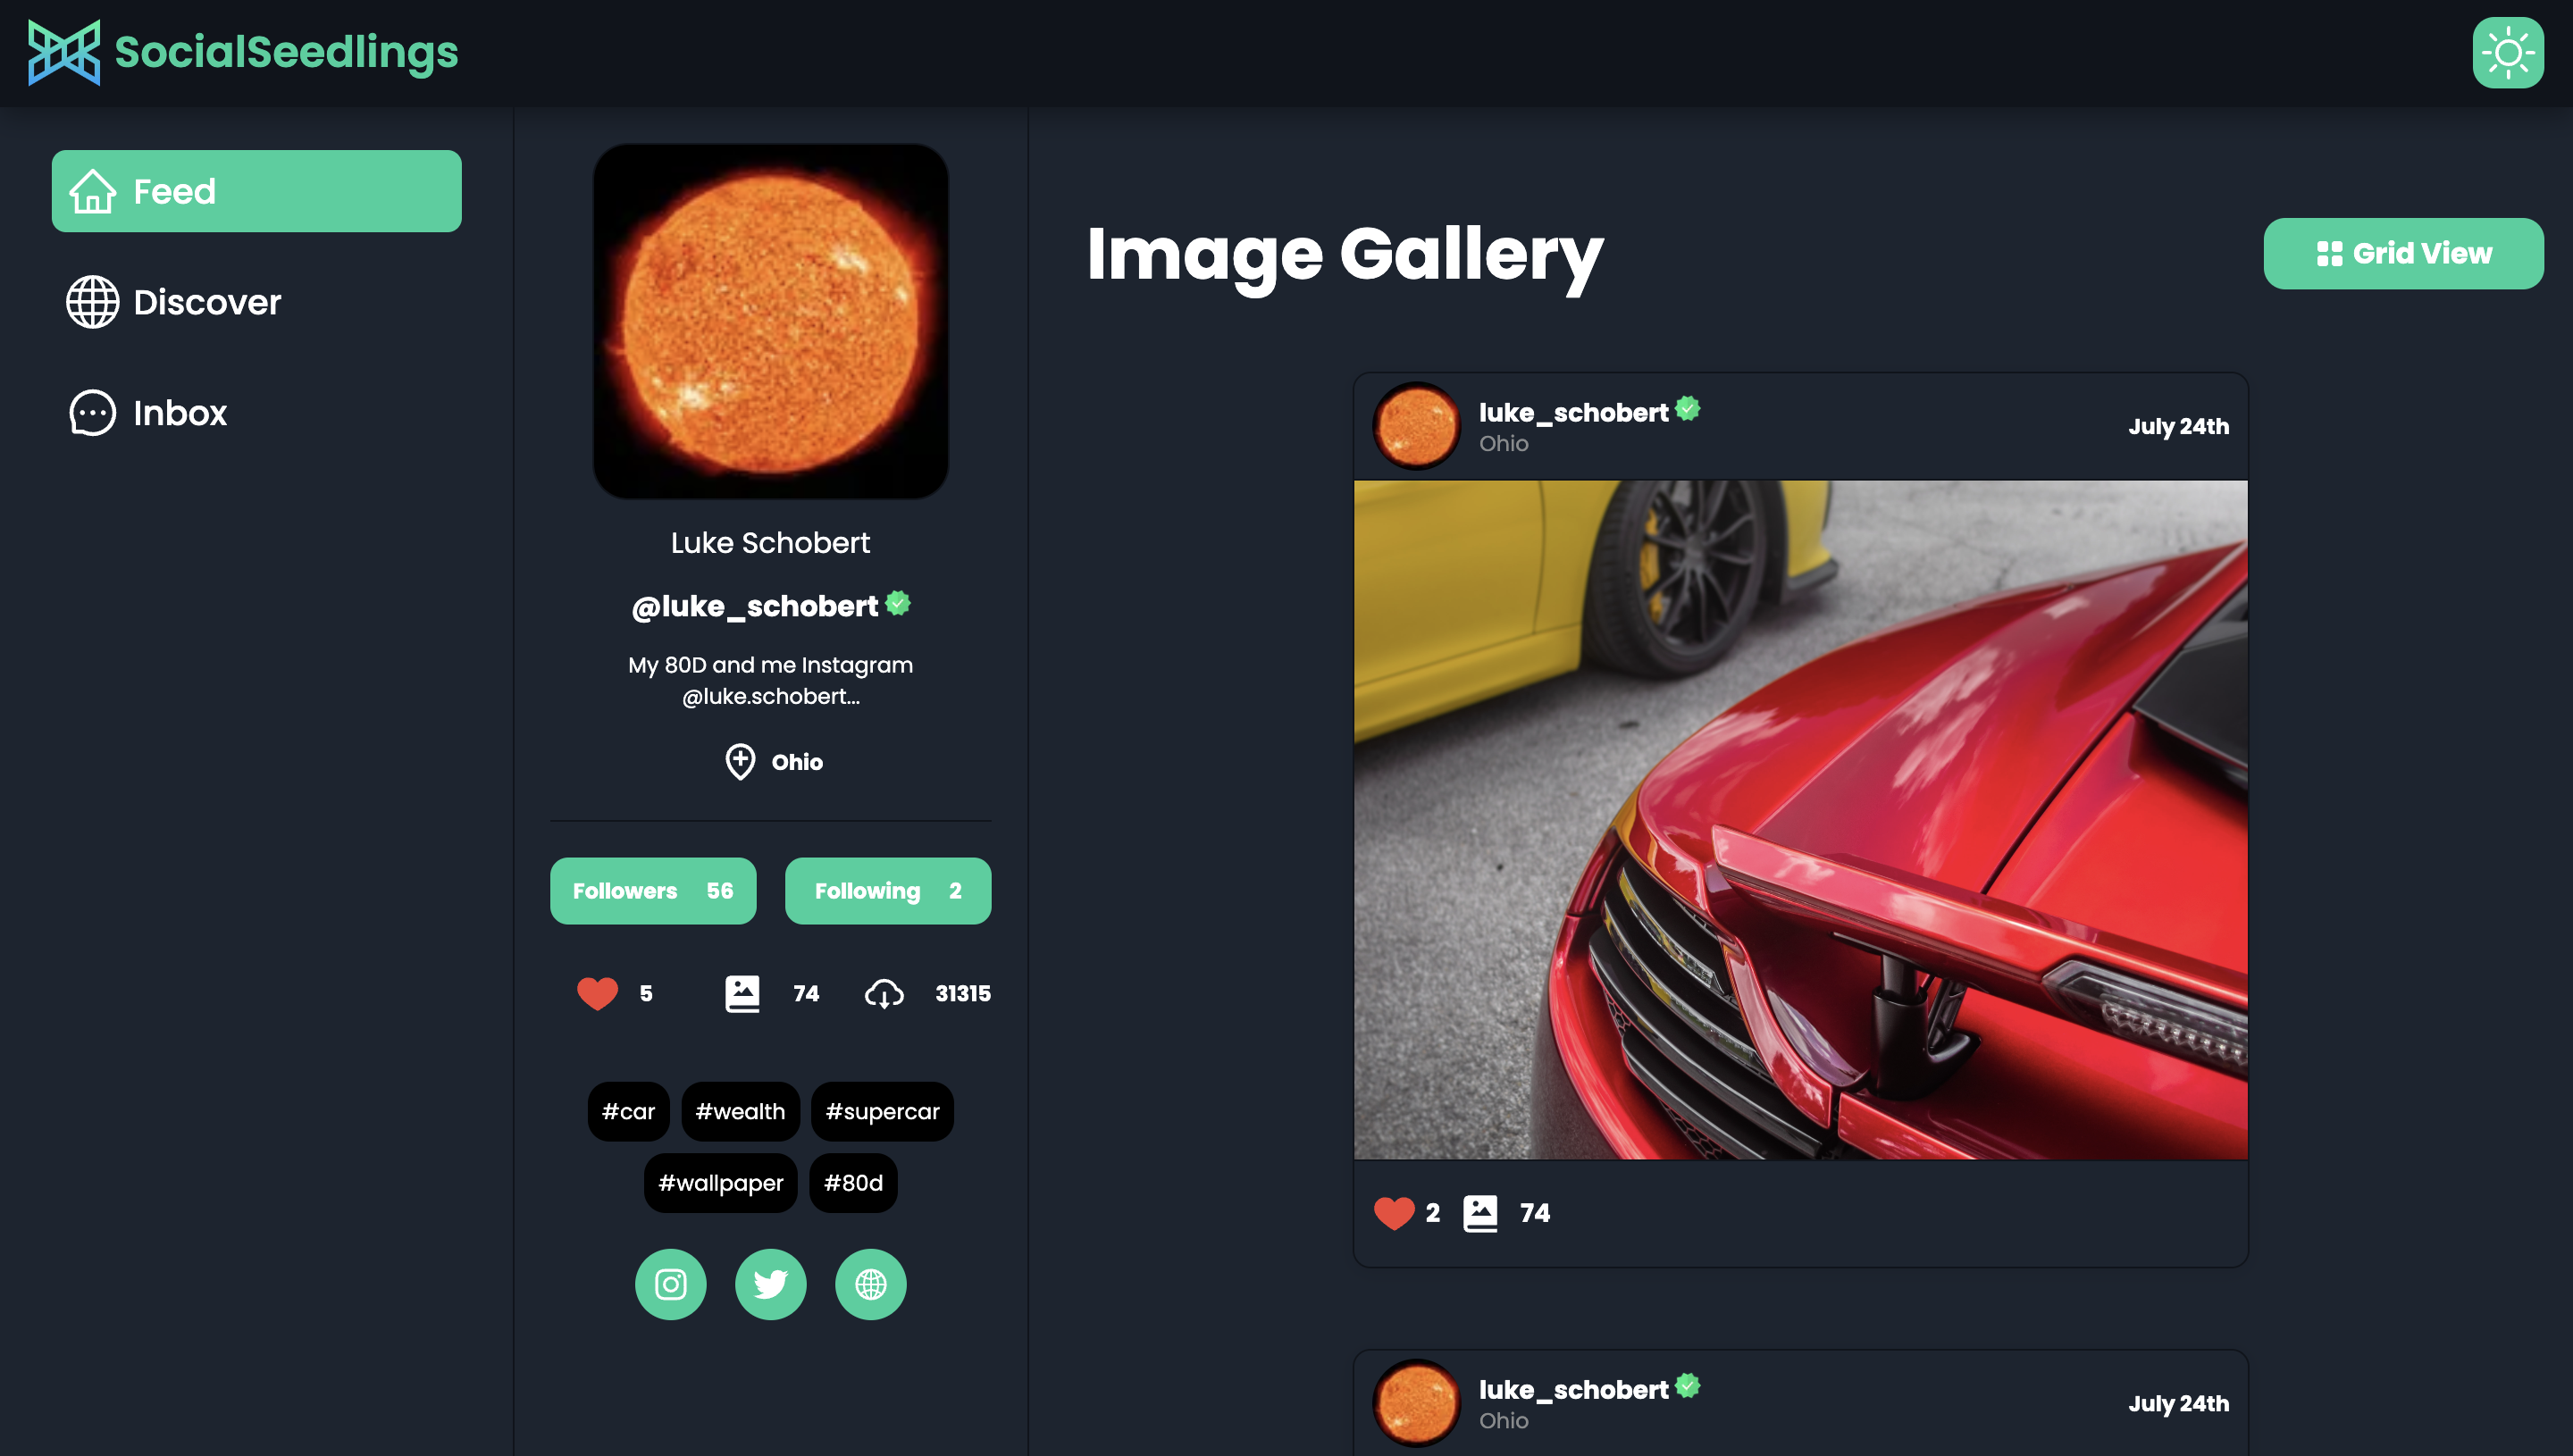 SocialSeedlings
Feed
Discover
Inbox
Luke Schobert
@luke_schobert
My 80D and me Instagram
@luke.schobert...
Ohio
Followers 56
Following 2
5
74
31315
#car #wealth #supercar
#wallpaper #80d
Image Gallery
Grid View
luke_schobert
Ohio
July 24th
2
74
luke_schobert
Ohio
July 24th